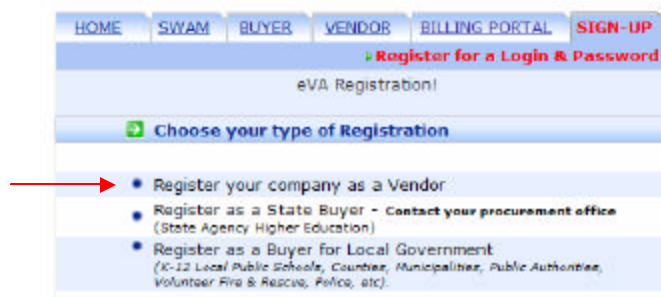 HOME SWAM BUYER VENDOR BILLING PORTAL SIGN-UP
Register for a Login & Password
eVA Registration!
Choose your type of Registration
Register your company as a Vendor
Register as a State Buyer - Contact your procurement office
(State Agency Higher Education)
Register as a Buyer for Local Government
(K-12 Local Public Schools, Counties, Municipalities, Public Authorities,
Volunteer Fire & Rescue, Police, etc).